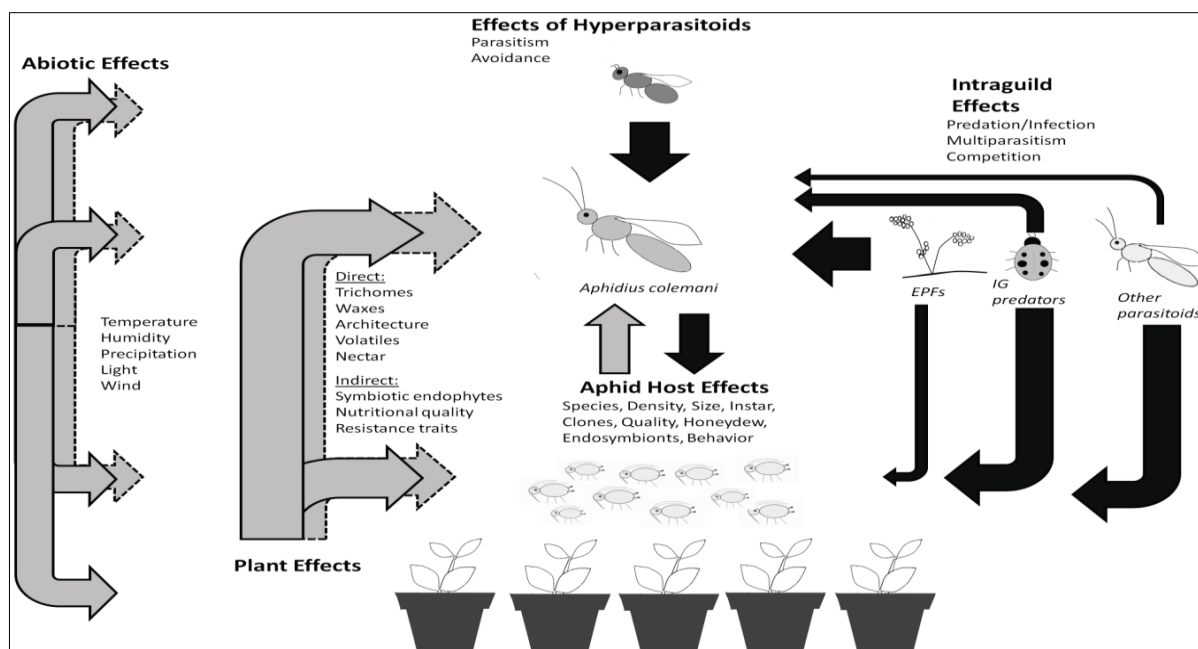 Effects of Hyperparasitoids
Parasitism
Avoidance
Abiotic Effects
Temperature
Humidity
Precipitation
Light
Wind
Direct:
Trichomes
Waxes
Architecture
Volatiles
Nectar
Indirect:
Symbiotic endophytes
Nutritional quality
Resistance traits
Plant Effects
Aphidius colemani
Aphid Host Effects
Species, Density, Size, Instar,
Clones, Quality, Honeydew,
Endosymbionts, Behavior
Intraguild
Effects
Predation/Infection
Multiparasitism
Competition
EPFs
IG
predators
Other
parasitoids